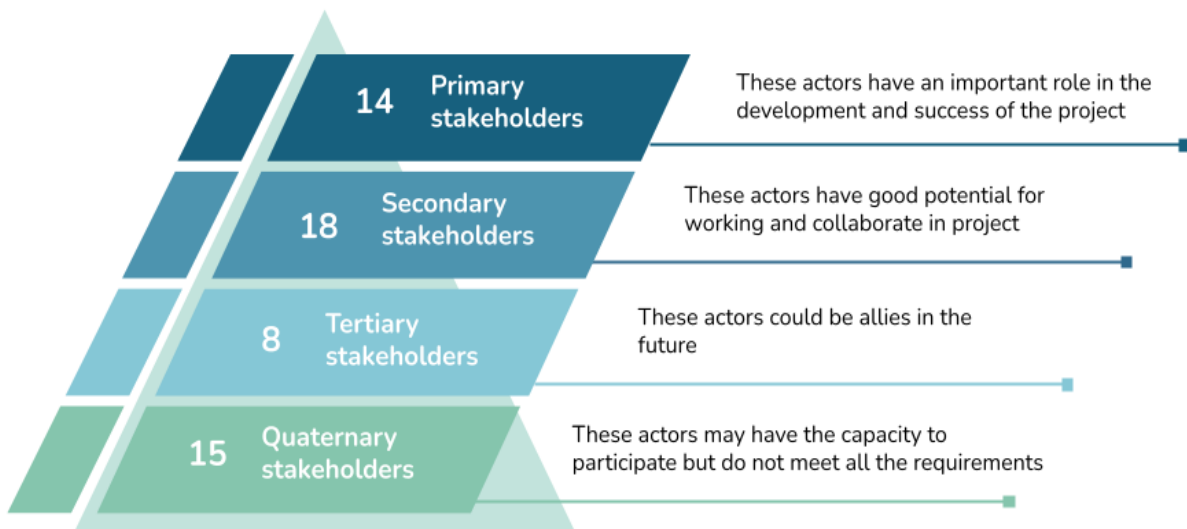 14
Primary
stakeholders
These actors have an important role in the
development and success of the project
18
Secondary
stakeholders
These actors have good potential for
working and collaborate in project
8
Tertiary
stakeholders
These actors could be allies in the
future
15
Quaternary
stakeholders
These actors may have the capacity to
participate but do not meet all the requirements